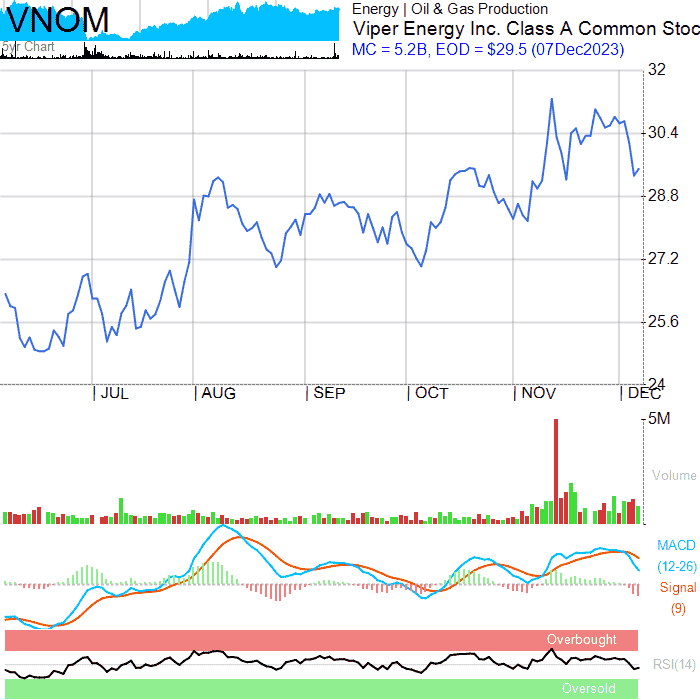 VNOM
5yr Chart
Energy | Oil & Gas Production
Viper Energy Inc. Class A Common Stoc
MC = 5.2B, EOD = $29.5 (07Dec2023)
32
30.4
28.8
27.2
25.6
24
JUL AUG SEP OCT NOV DEC
5M
Volume
MACD
(12-26)
Signal
(9)
Overbought
RSI(14)
Oversold